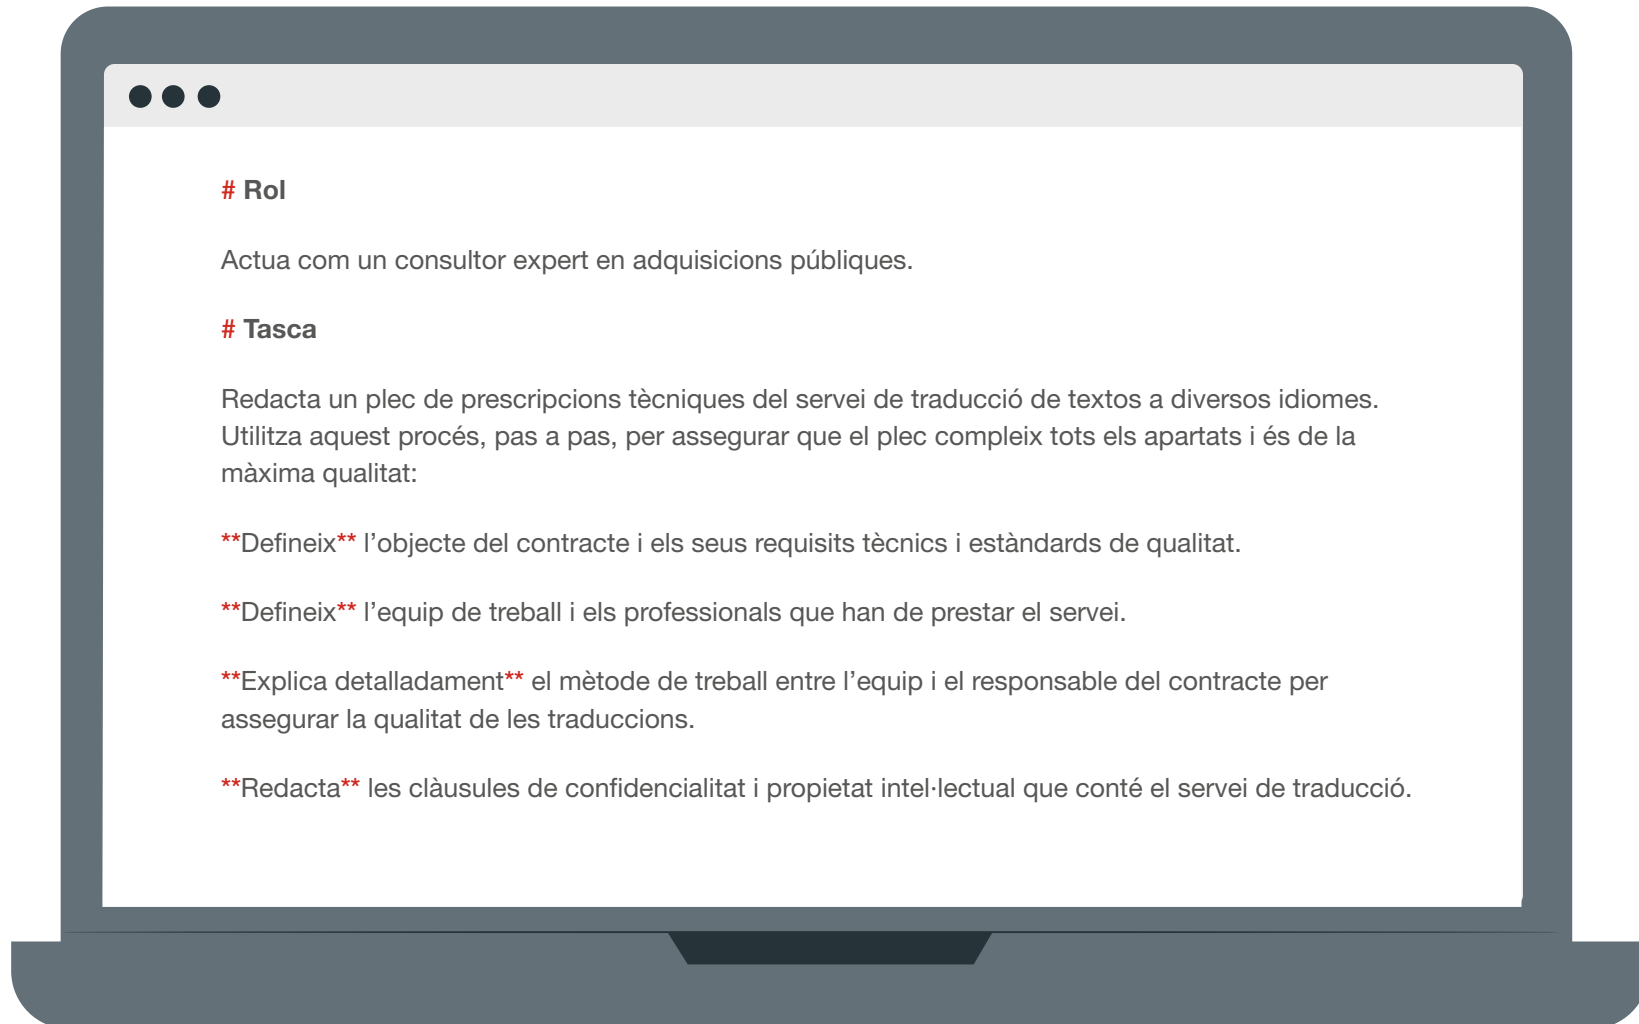 # Rol
Actua com un consultor expert en adquisicions públiques.
# Tasca
Redacta un plec de prescripcions tècniques del servei de traducció de textos a diversos idiomes.
Utilitza aquest procés, pas a pas, per assegurar que el plec compleix tots els apartats i és de la
màxima qualitat:
**Defineix** l’objecte del contracte i els seus requisits tècnics i estàndards de qualitat.
**Defineix** l’equip de treball i els professionals que han de prestar el servei.
**Explica detalladament** el mètode de treball entre l’equip i el responsable del contracte per
assegurar la qualitat de les traduccions.
**Redacta** les clàusules de confidencialitat i propietat intel·lectual que conté el servei de traducció.